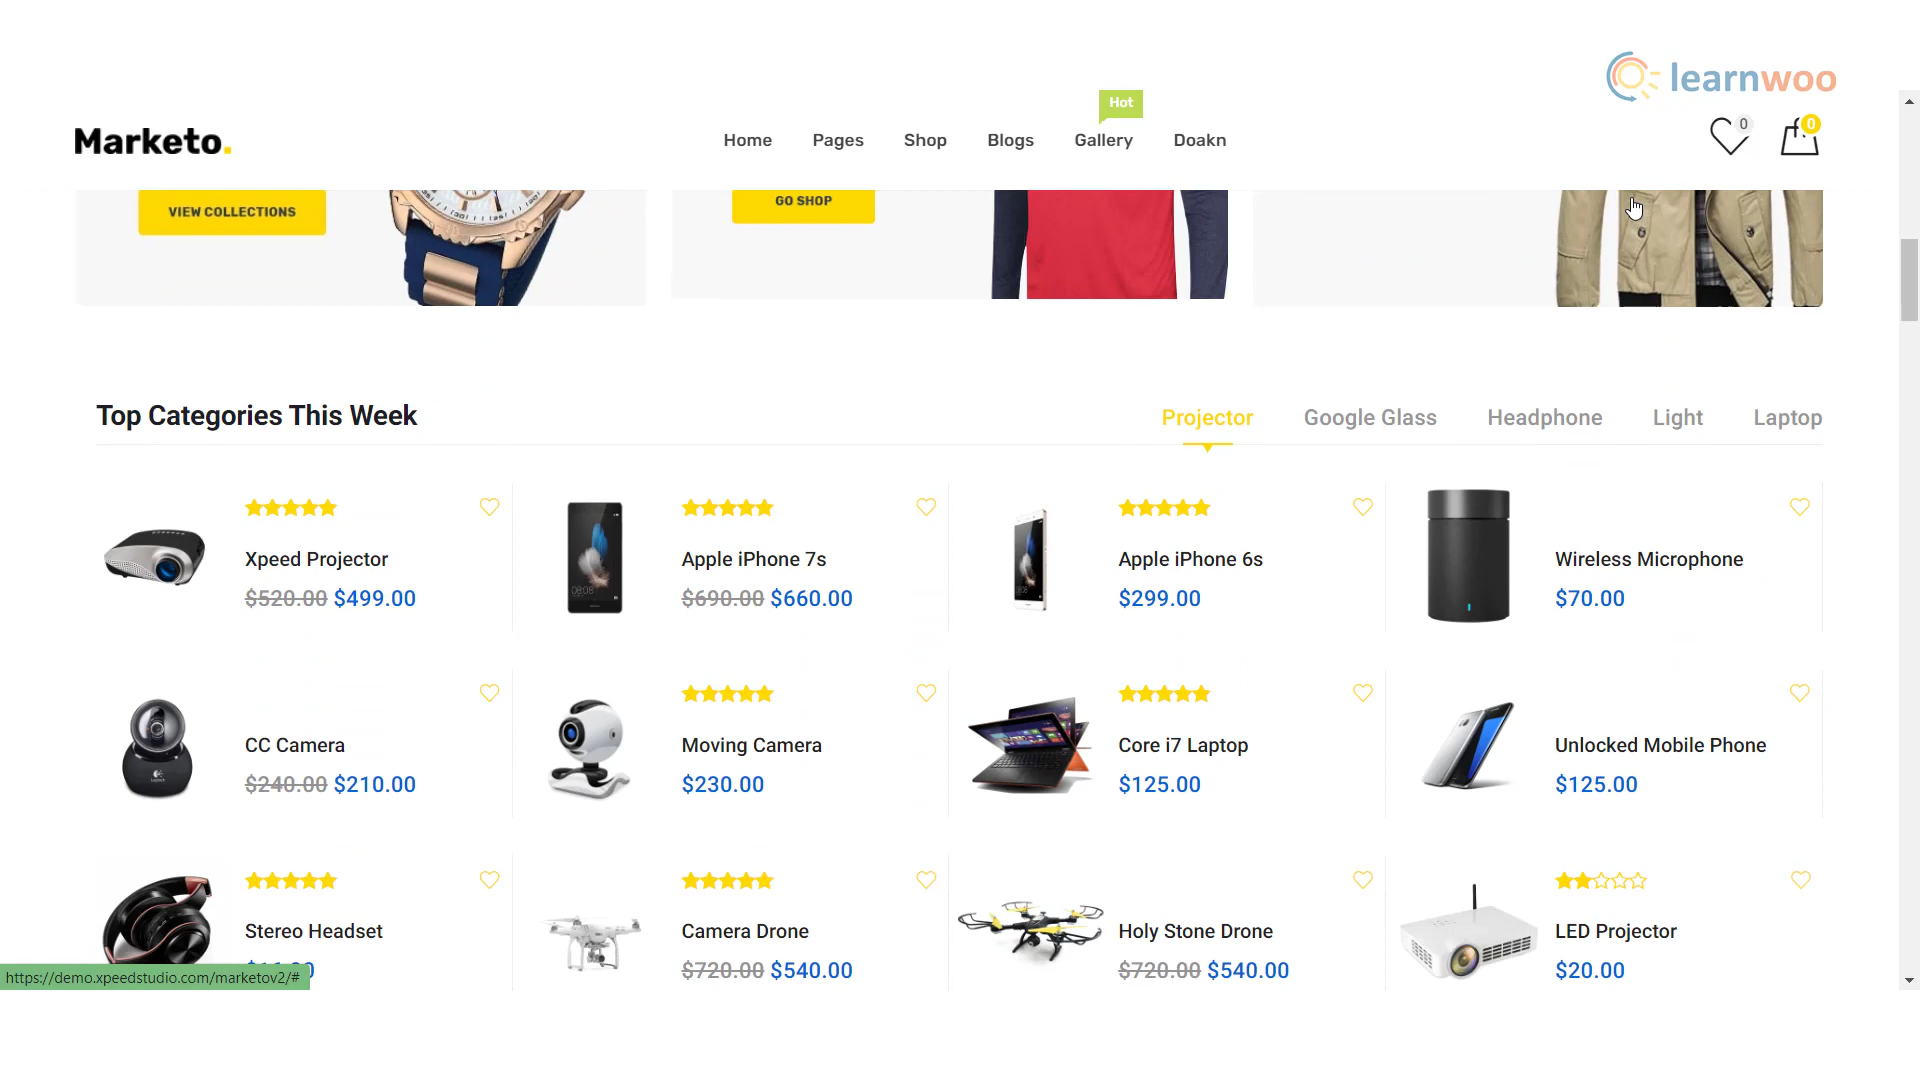 learnwoo
Hot
Marketo.
Home Pages Shop Blogs Gallery Doakn
0 0
VIEW COLLECTIONS
GO SHOP
Top Categories This Week
Projector Google Glass Headphone Light Laptop
Xpeed Projector
$520.00 $499.00
Apple iPhone 7s
$690.00 $660.00
Apple iPhone 6s
$299.00
Wireless Microphone
$70.00
CC Camera
$240.00 $210.00
Moving Camera
$230.00
Core i7 Laptop
$125.00
Unlocked Mobile Phone
$125.00
Stereo Headset
Camera Drone
$720.00 $540.00
Holy Stone Drone
$720.00 $540.00
LED Projector
$20.00
https://demo.xpeedstudio.com/marketov2/#